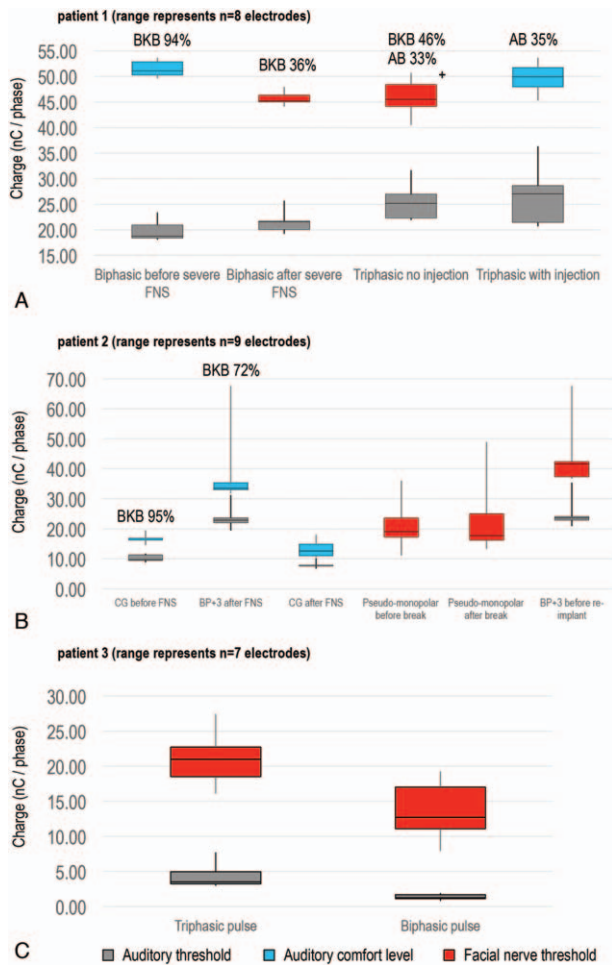 patient 1 (range represents n=8 electrodes)
BKB 94%
BKB 36%
BKB 46%
AB 33%
+
AB 35%
Charge (nC / phase)
55.00
50.00
45.00
40.00
35.00
30.00
25.00
20.00
15.00
Biphasic before severe FNS
Biphasic after severe FNS
Triphasic no injection
Triphasic with injection
A
patient 2 (range represents n=9 electrodes)
BKB 72%
BKB 95%
Charge (nC / phase)
70.00
60.00
50.00
40.00
30.00
20.00
10.00
0.00
CG before FNS
BP+3 after FNS
CG after FNS
Pseudo-monopolar
before break
Pseudo-monopolar
after break
BP+3 before re-
implant
B
patient 3 (range represents n=7 electrodes)
Charge (nC / phase)
30.00
25.00
20.00
15.00
10.00
5.00
0.00
Triphasic pulse
Biphasic pulse
C
Auditory threshold
Auditory comfort level
Facial nerve threshold